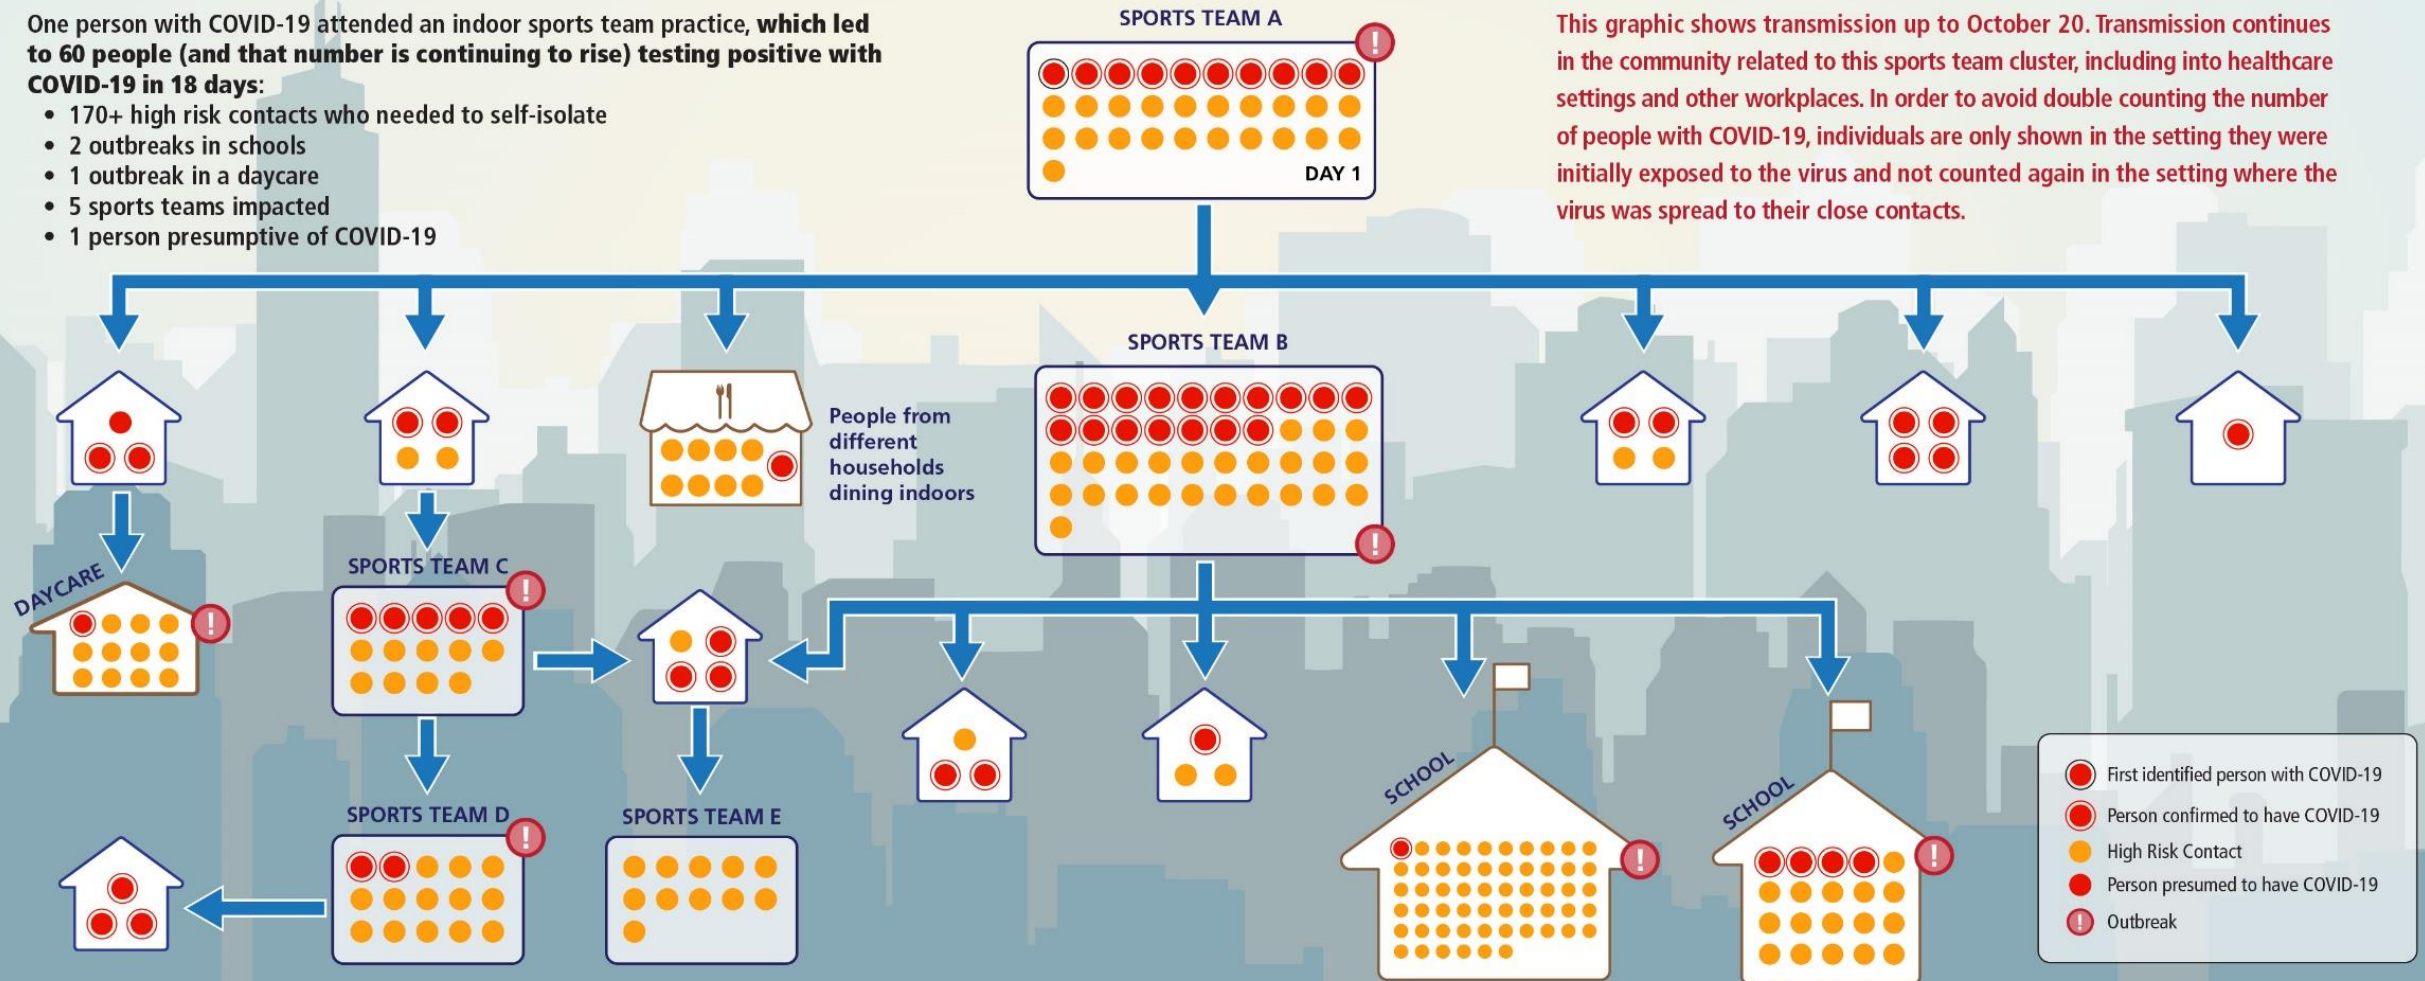 One person with COVID-19 attended an indoor sports team practice, which led
to 60 people (and that number is continuing to rise) testing positive with
COVID-19 in 18 days:
• 170+ high risk contacts who needed to self-isolate
• 2 outbreaks in schools
• 1 outbreak in a daycare
• 5 sports teams impacted
• 1 person presumptive of COVID-19
SPORTS TEAM A
!
DAY 1
This graphic shows transmission up to October 20. Transmission continues
in the community related to this sports team cluster, including into healthcare
settings and other workplaces. In order to avoid double counting the number
of people with COVID-19, individuals are only shown in the setting they were
initially exposed to the virus and not counted again in the setting where the
virus was spread to their close contacts.
People from
different
households
dining indoors
SPORTS TEAM B
!
DAYCARE
!
SPORTS TEAM C
!
SPORTS TEAM D
!
SPORTS TEAM E
SCHOOL
!
SCHOOL
!
First identified person with COVID-19
Person confirmed to have COVID-19
High Risk Contact
Person presumed to have COVID-19
! Outbreak